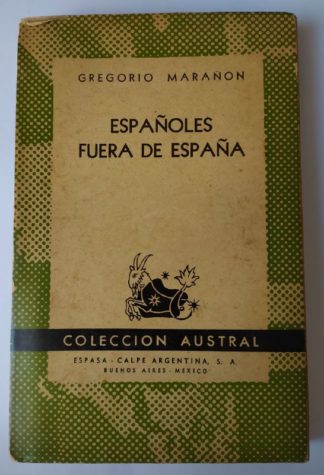 GREGORIO MARAÑON
ESPAÑOLES
FUERA DE ESPAÑA
COLECCION AUSTRAL
ESPASA - CALPE ARGENTINA, S. A.
BUENOS AIRES - MEXICO